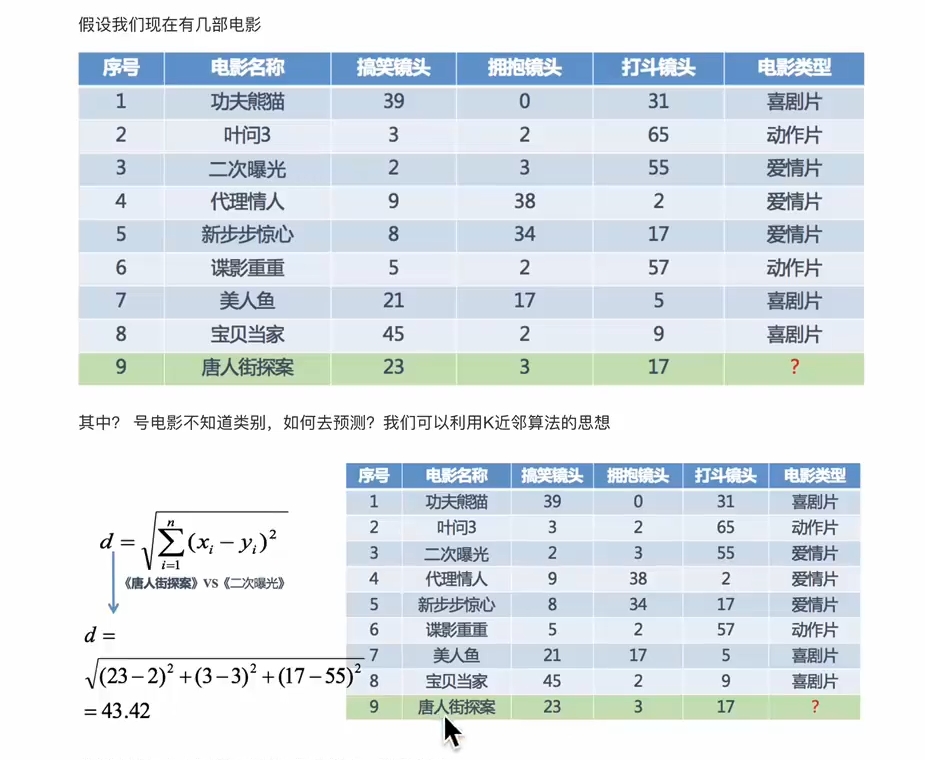 假设我们现在有几部电影
序号 电影名称 搞笑镜头 拥抱镜头 打斗镜头 电影类型
1 功夫熊猫 39 0 31 喜剧片
2 叶问3 3 2 65 动作片
3 二次曝光 2 3 55 爱情片
4 代理情人 9 38 2 爱情片
5 新步步惊心 8 34 17 爱情片
6 谍影重重 5 2 57 动作片
7 美人鱼 21 17 5 喜剧片
8 宝贝当家 45 2 9 喜剧片
9 唐人街探案 23 3 17 ?
其中? 号电影不知道类别，如何去预测? 我们可以利用K近邻算法的思想
d = √∑ⁿᵢ₌₁(xᵢ − yᵢ)²
《唐人街探案》VS《二次曝光》
d =
√(23−2)² +(3−3)² +(17−55)²
= 43.42
序号 电影名称 搞笑镜头 拥抱镜头 打斗镜头 电影类型
1 功夫熊猫 39 0 31 喜剧片
2 叶问3 3 2 65 动作片
3 二次曝光 2 3 55 爱情片
4 代理情人 9 38 2 爱情片
5 新步步惊心 8 34 17 爱情片
6 谍影重重 5 2 57 动作片
7 美人鱼 21 17 5 喜剧片
8 宝贝当家 45 2 9 喜剧片
9 唐人街探案 23 3 17 ?